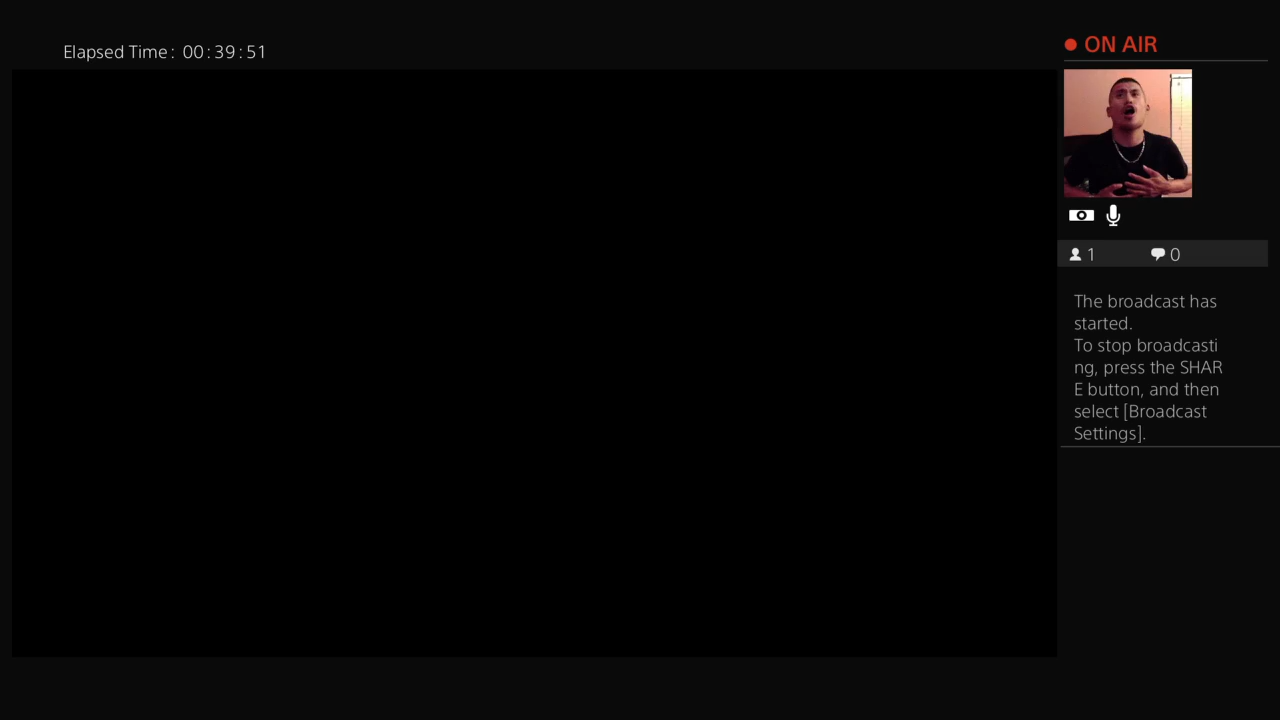 Elapsed Time: 00:39:51
ON AIR
1 0
The broadcast has
started.
To stop broadcasti
ng, press the SHAR
E button, and then
select [Broadcast
Settings].